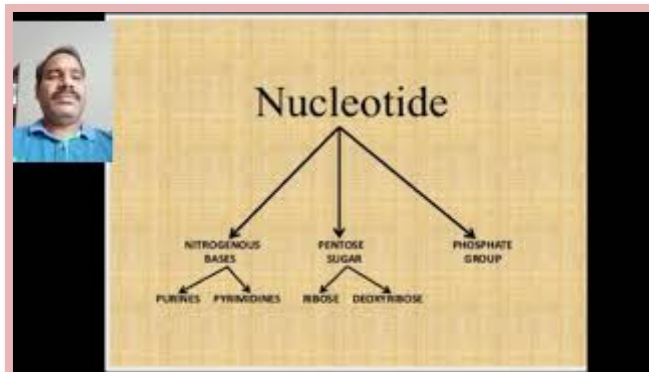 Nucleotide
NITROGENOUS
BASES
PENTOSE
SUGAR
PHOSPHATE
GROUP
PURINES PYRIMIDINES RIBOSE DEOXYRIBOSE